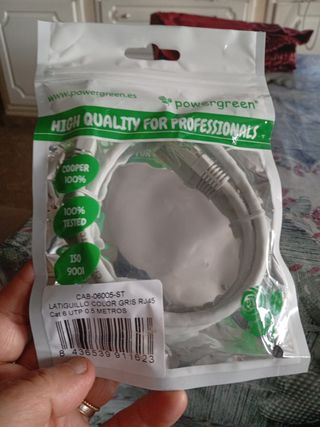 www.powergreen.es
powergreen®
HIGH QUALITY FOR PROFESSIONALS
COOPER
100%
100%
TESTED
ISO
9001
CAB-06005-ST
LATIGUILLO COLOR GRIS RJ45
Cat 6 UTP 0.5 METROS
8 436539 911623